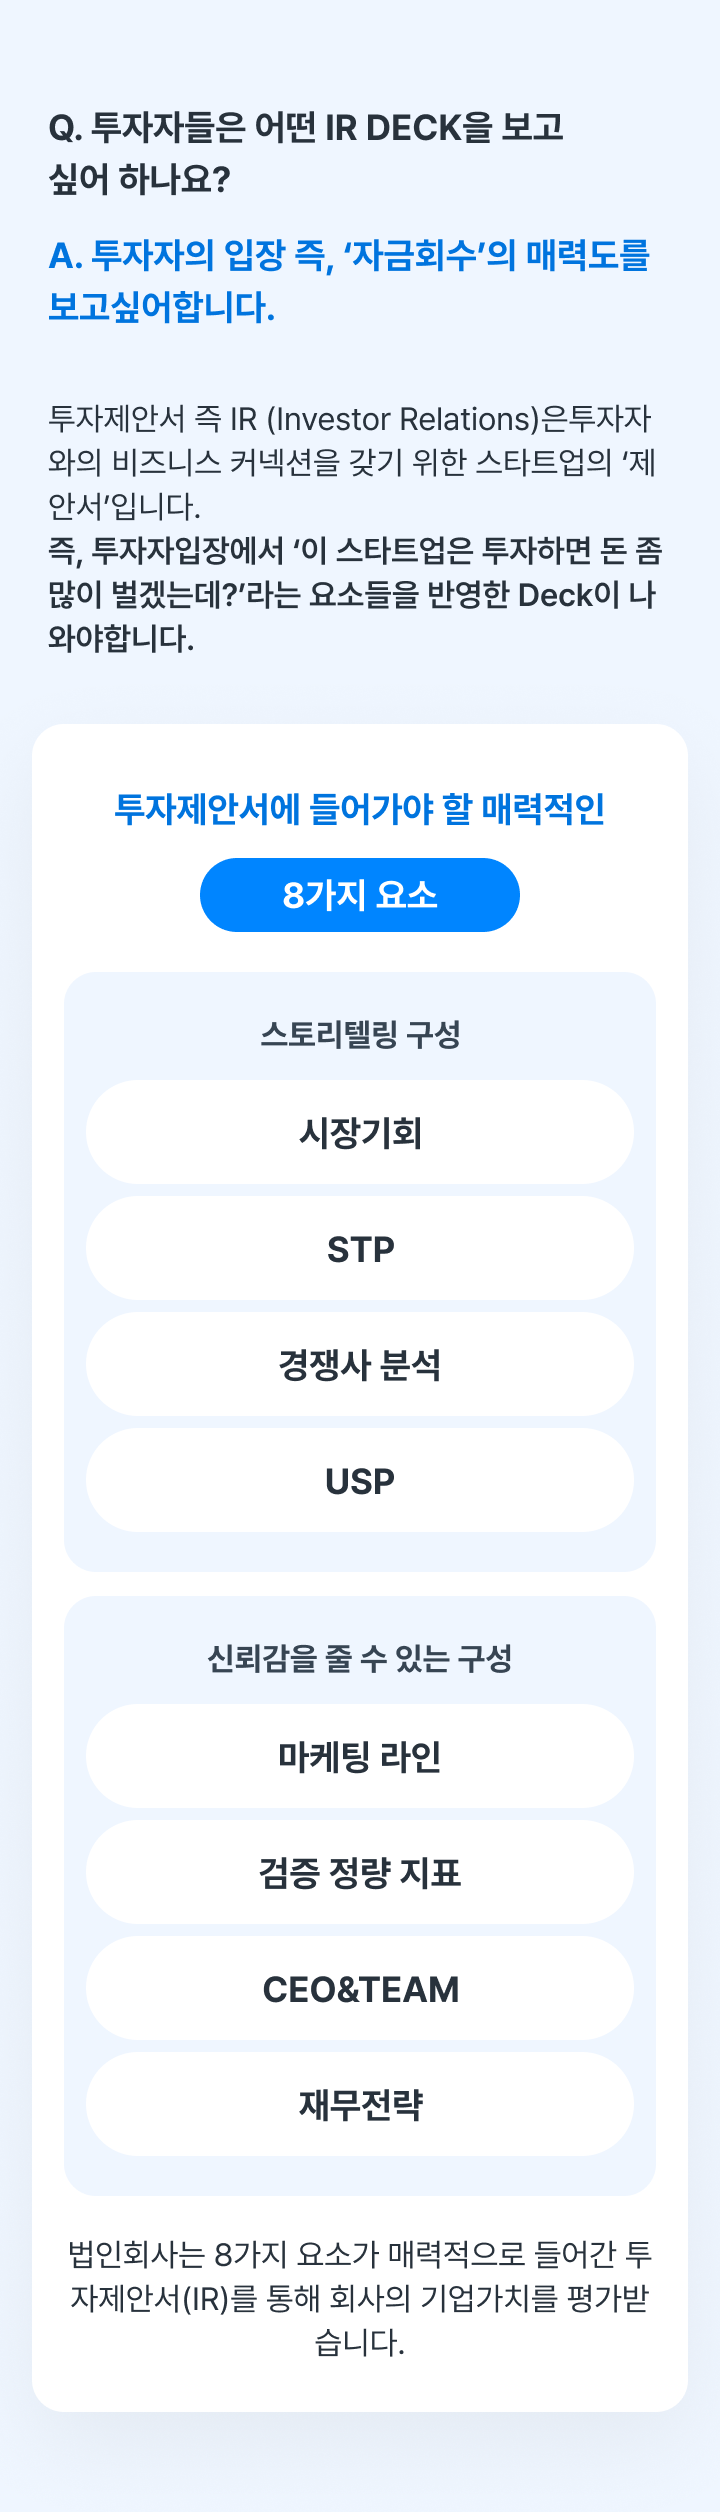 Q. 투자자들은 어떤 IR DECK을 보고
싶어 하나요?
A. 투자자의 입장 즉, ‘자금회수’의 매력도를
보고싶어합니다.
투자제안서 즉 IR (Investor Relations)은투자자
와의 비즈니스 커넥션을 갖기 위한 스타트업의 ‘제
안서’입니다.
즉, 투자자입장에서 ‘이 스타트업은 투자하면 돈 좀
많이 벌겠는데?’라는 요소들을 반영한 Deck이 나
와야합니다.
투자제안서에 들어가야 할 매력적인
8가지 요소
스토리텔링 구성
시장기회
STP
경쟁사 분석
USP
신뢰감을 줄 수 있는 구성
마케팅 라인
검증 정량 지표
CEO&TEAM
재무전략
법인회사는 8가지 요소가 매력적으로 들어간 투
자제안서(IR)를 통해 회사의 기업가치를 평가받
습니다.